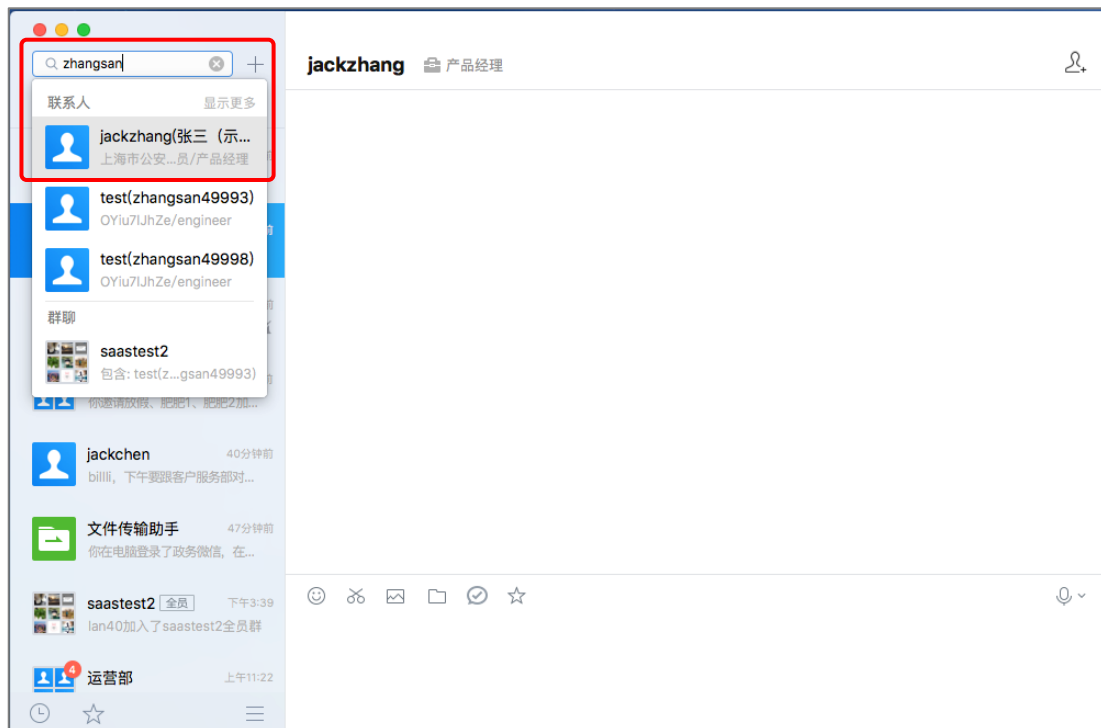 zhangsan
jackzhang 产品经理
联系人 显示更多
jackzhang(张三（示...
上海市公安...员/产品经理
test(zhangsan49993)
OYiu7IJhZe/engineer
test(zhangsan49998)
OYiu7IJhZe/engineer
群聊
saastest2
包含: test(z...gsan49993)
你邀请放假、肥肥1、肥肥2加...
jackchen 40分钟前
billli，下午要跟客户服务部对...
文件传输助手 47分钟前
你在电脑登录了政务微信，在...
saastest2 全员 下午3:39
lan40加入了saastest2全员群
4
运营部 上午11:22